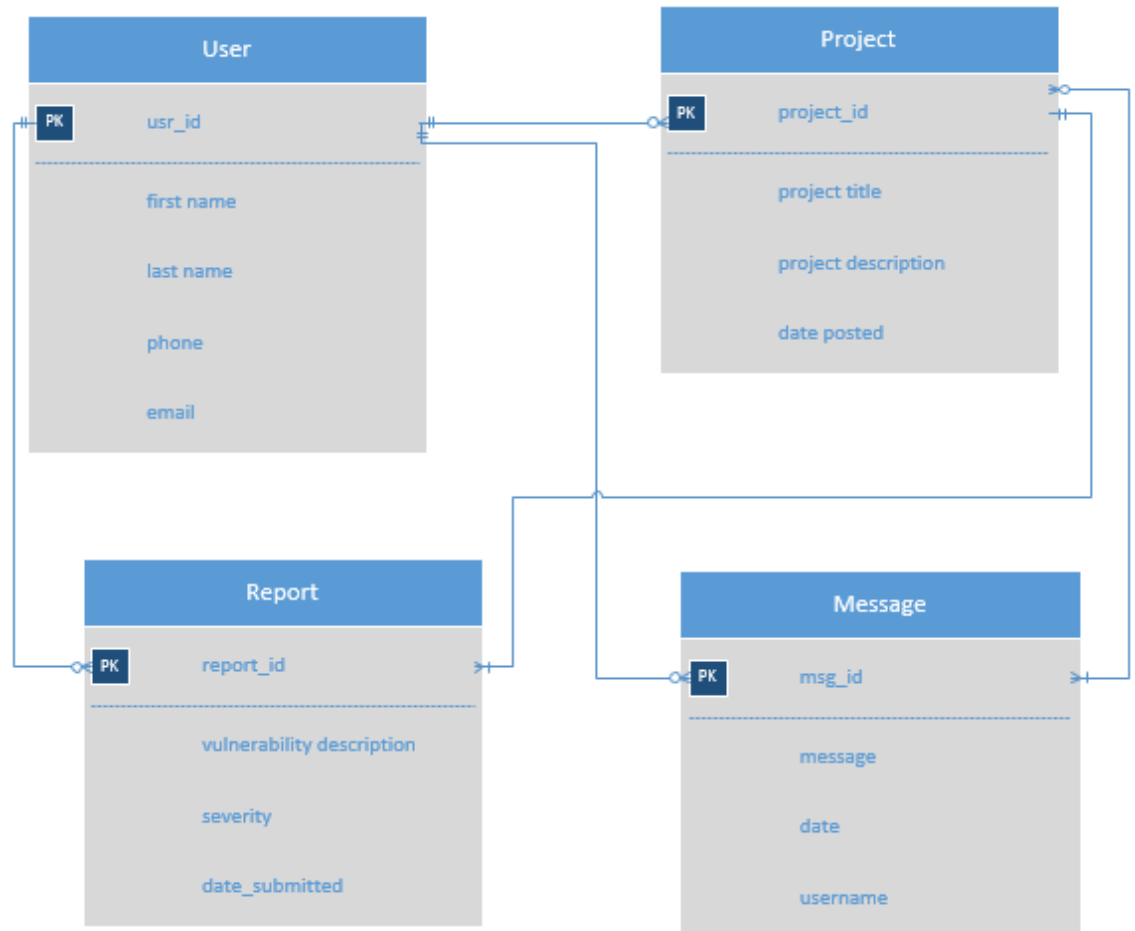 User
PK
usr_id
first name
last name
phone
email
Project
PK
project_id
project title
project description
date posted
Report
PK
report_id
vulnerability description
severity
date_submitted
Message
PK
msg_id
message
date
username